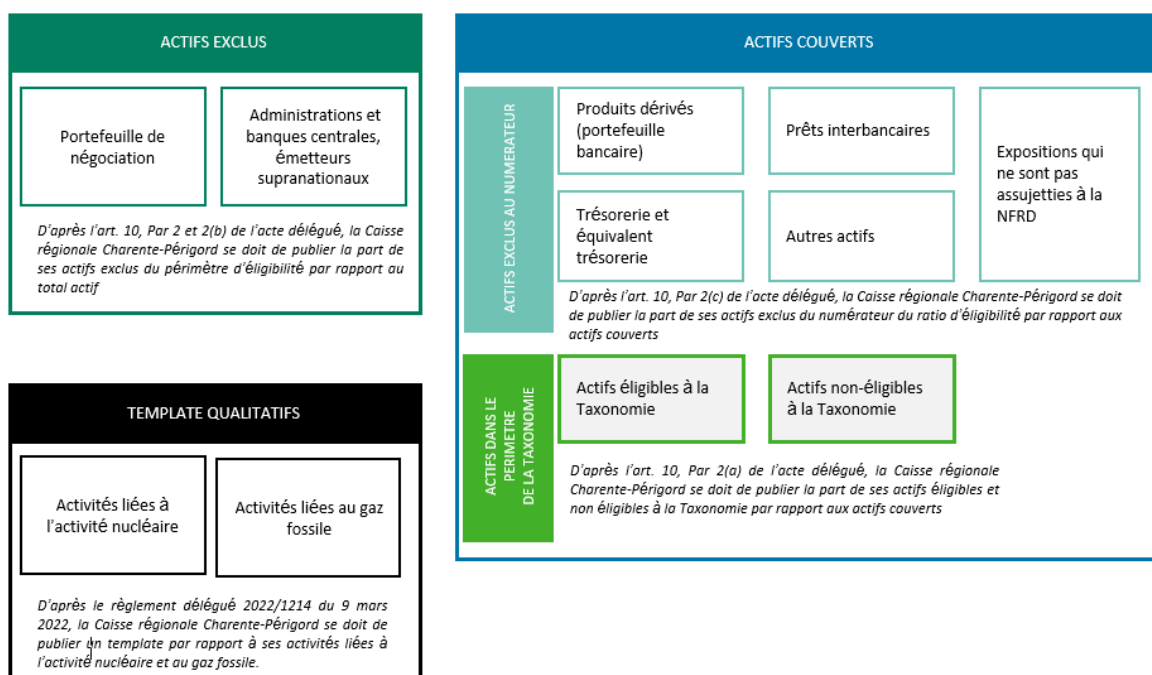 ACTIFS EXCLUS
Portefeuille de
négociation
Administrations et
banques centrales,
émetteurs
supranationaux
D'après l'art. 10, Par 2 et 2(b) de l'acte délégué, la Caisse
régionale Charente-Périgord se doit de publier la part de
ses actifs exclus du périmètre d'éligibilité par rapport au
total actif
TEMPLATE QUALITATIFS
Activités liées à
l'activité nucléaire
Activités liées au gaz
fossile
D'après le règlement délégué 2022/1214 du 9 mars
2022, la Caisse régionale Charente-Périgord se doit de
publier un template par rapport à ses activités liées à
l'activité nucléaire et au gaz fossile.
ACTIFS COUVERTS
ACTIFS EXCLUS AU NUMERATEUR
Produits dérivés
(portefeuille
bancaire)
Prêts interbancaires
Expositions qui
ne sont pas
assujetties à la
NFRD
Trésorerie et
équivalent
trésorerie
Autres actifs
D'après l'art. 10, Par 2(c) de l'acte délégué, la Caisse régionale Charente-Périgord se doit
de publier la part de ses actifs exclus du numérateur du ratio d'éligibilité par rapport aux
actifs couverts
ACTIFS DANS LE
PERIMETRE
DE LA TAXONOMIE
Actifs éligibles à la
Taxonomie
Actifs non-éligibles
à la Taxonomie
D'après l'art. 10, Par 2(a) de l'acte délégué, la Caisse régionale
Charente-Périgord se doit de publier la part de ses actifs éligibles et
non éligibles à la Taxonomie par rapport aux actifs couverts